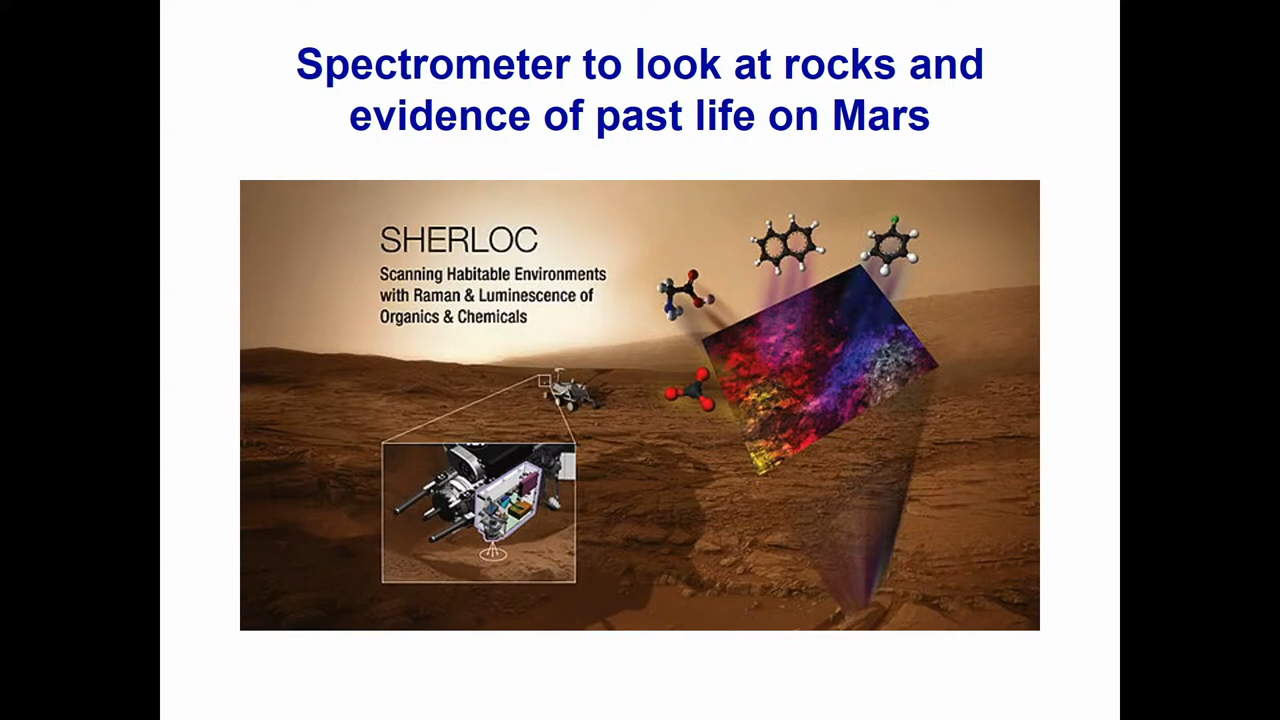 Spectrometer to look at rocks and
evidence of past life on Mars
SHERLOC
Scanning Habitable Environments
with Raman & Luminescence of
Organics & Chemicals